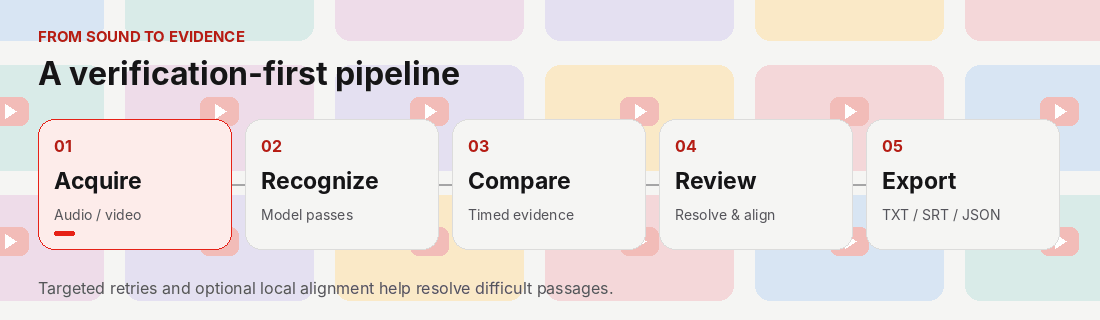 FROM SOUND TO EVIDENCE
A verification-first pipeline
01
Acquire
Audio / video
02
Recognize
Model passes
03
Compare
Timed evidence
04
Review
Resolve & align
05
Export
TXT / SRT / JSON
Targeted retries and optional local alignment help resolve difficult passages.